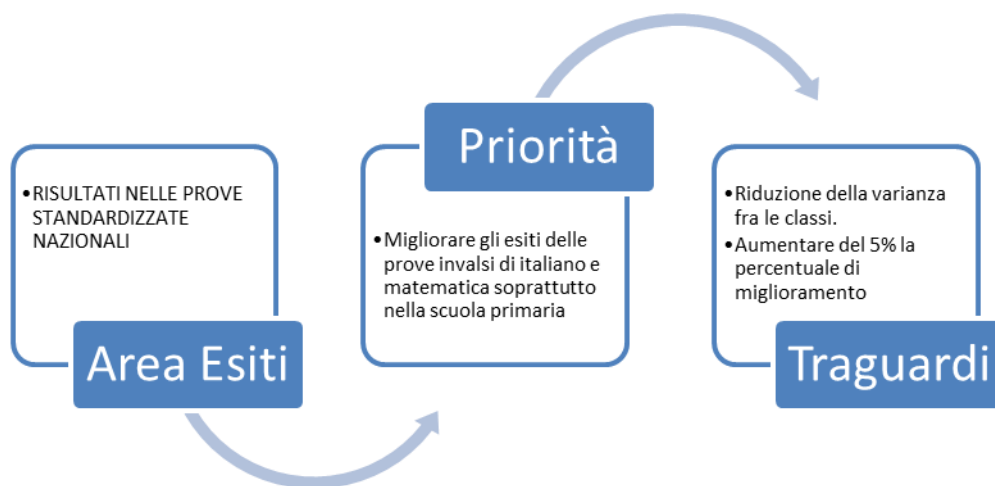 •RISULTATI NELLE PROVE
STANDARDIZZATE
NAZIONALI
Area Esiti
Priorità
•Migliorare gli esiti delle
prove invalsi di italiano e
matematica soprattutto
nella scuola primaria
•Riduzione della varianza
fra le classi.
•Aumentare del 5% la
percentuale di
miglioramento
Traguardi